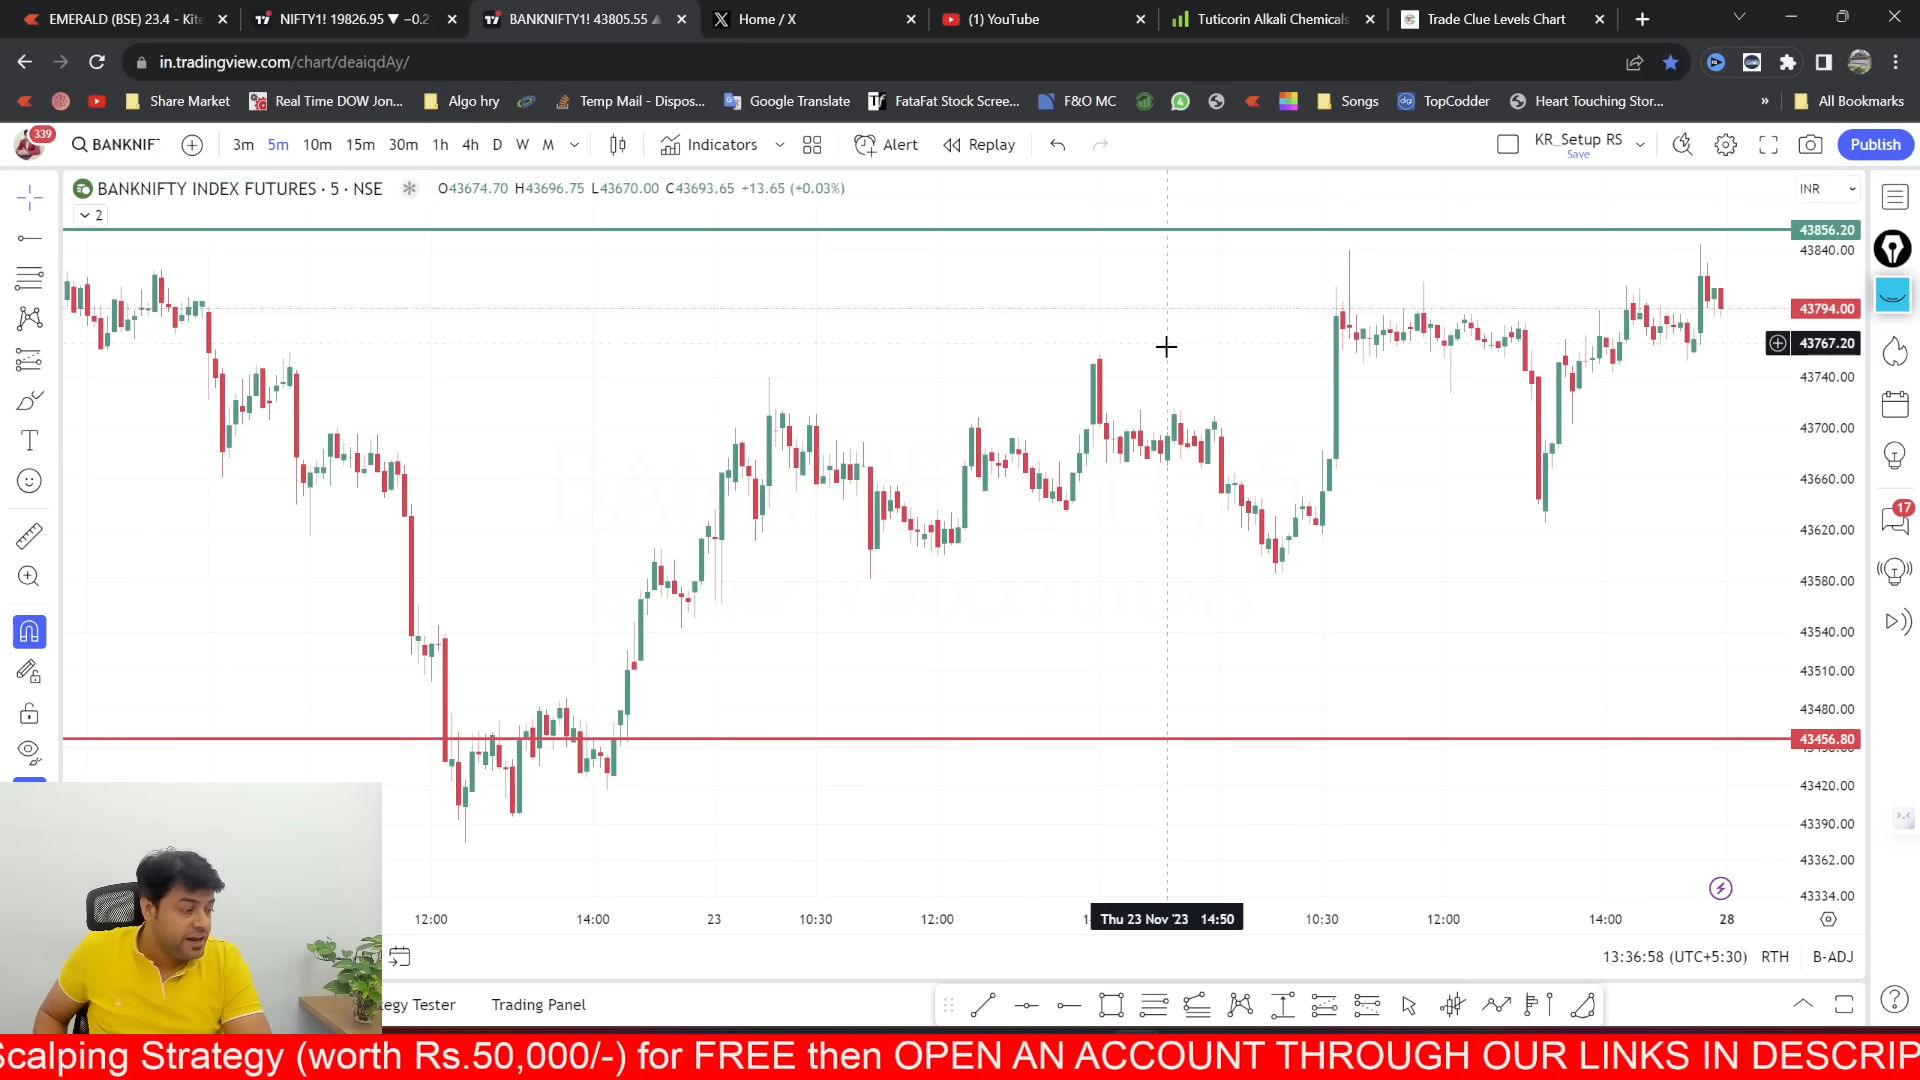 EMERALD (BSE) 23.4 - Kite
NIFTY1! 19826.95 ▼ −0.2
BANKNIFTY1! 43805.55 ▲
Home / X
(1) YouTube
Tuticorin Alkali Chemicals
Trade Clue Levels Chart
in.tradingview.com/chart/deaiqdAy/
Share Market
Real Time DOW Jon...
Algo hry
Temp Mail - Dispos...
Google Translate
FataFat Stock Scree...
F&O MC
4
Songs
TopCodder
Heart Touching Stor...
»
All Bookmarks
339
BANKNIF
3m 5m 10m 15m 30m 1h 4h D W M
Indicators
Alert
Replay
KR_Setup RS
Save
Publish
BANKNIFTY INDEX FUTURES · 5 · NSE
O43674.70 H43696.75 L43670.00 C43693.65 +13.65 (+0.03%)
INR
2
43856.20
43840.00
43794.00
43767.20
43740.00
43700.00
43660.00
17
43620.00
43580.00
43540.00
43510.00
43480.00
43456.80
43420.00
43390.00
43362.00
43334.00
12:00 14:00 23 10:30 12:00 Thu 23 Nov '23 14:50 10:30 12:00 14:00 28
13:36:58 (UTC+5:30) RTH B-ADJ
egy Tester Trading Panel
Scalping Strategy (worth Rs.50,000/-) for FREE then OPEN AN ACCOUNT THROUGH OUR LINKS IN DESCRIP